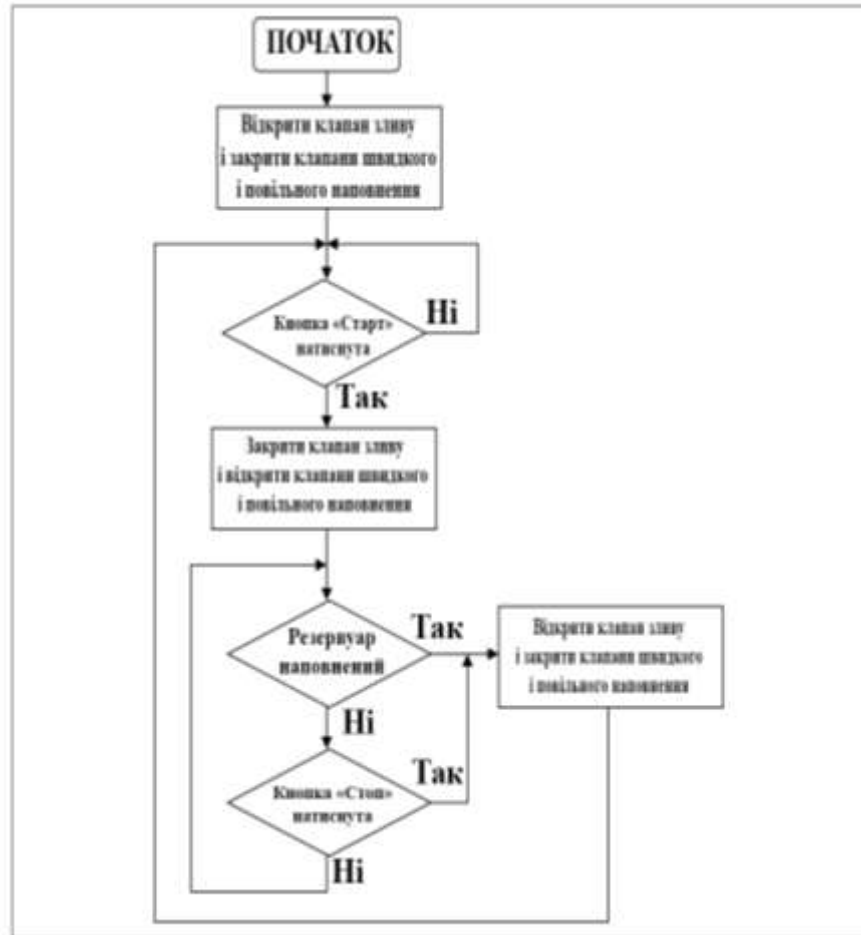 ПОЧАТОК
Відкрити клапан зливу
і закрити клапани швидкого
і повільного наповнення
Кнопка «Старт»
натиснута
Ні
Так
Закрити клапан зливу
і відкрити клапани швидкого
і повільного наповнення
Резервуар
наповнений
Так
Відкрити клапан зливу
і закрити клапани швидкого
і повільного наповнення
Ні
Кнопка «Стоп»
натиснута
Так
Ні